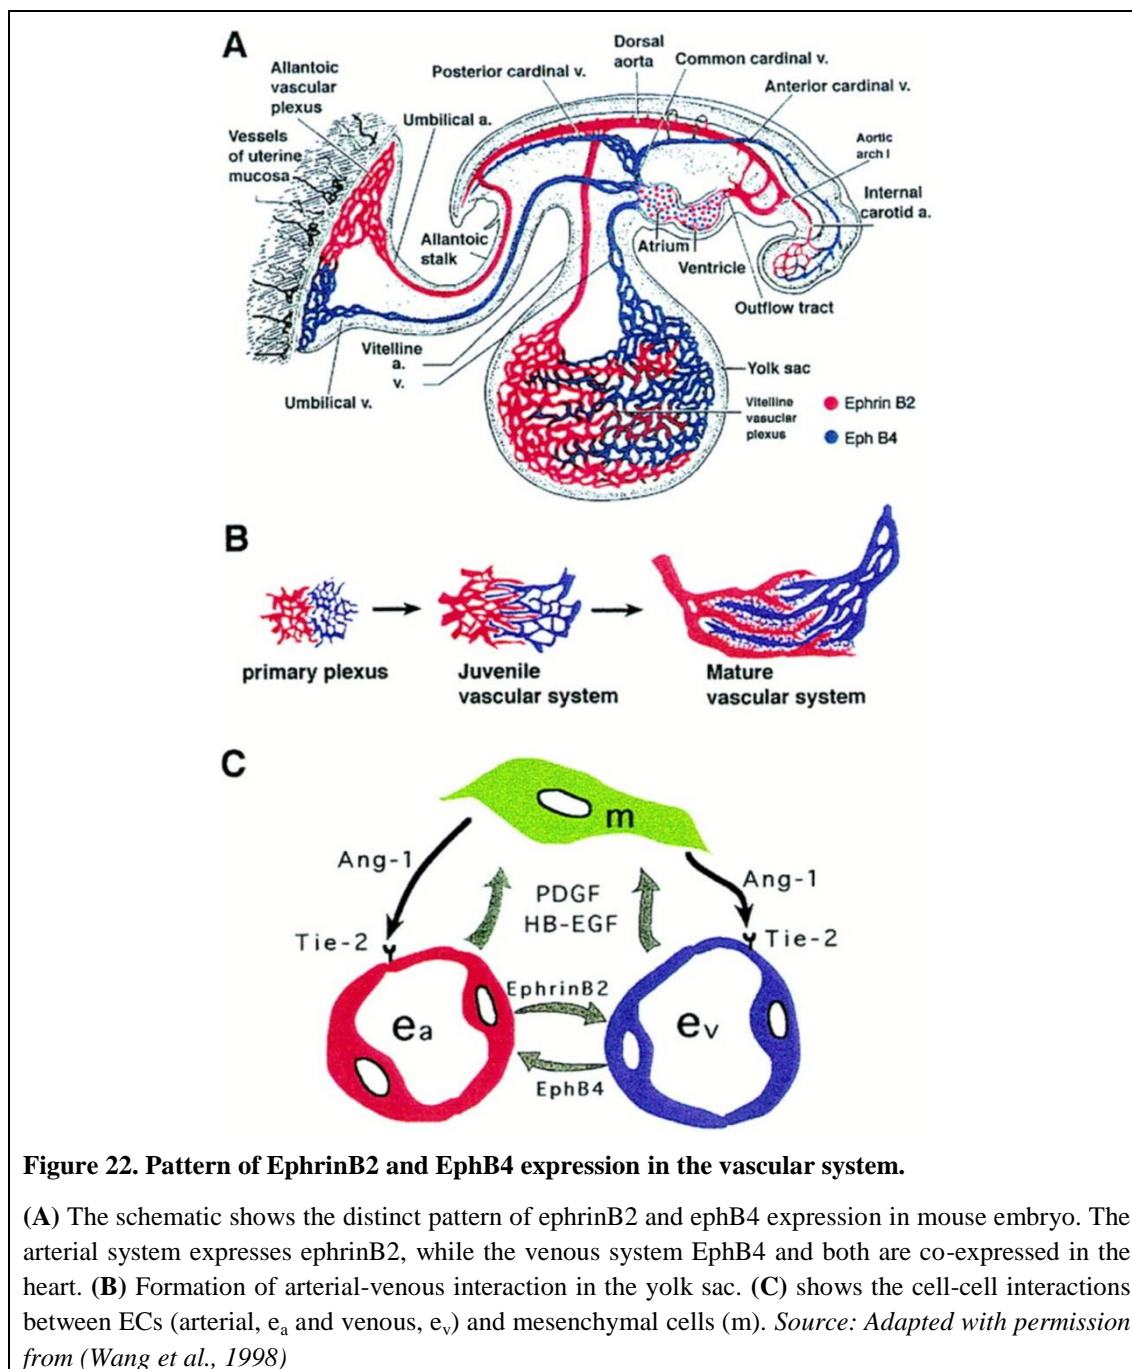 A
Allantoic
vascular
plexus
Vessels
of uterine
mucosa
Umbilical a.
Posterior cardinal v.
Dorsal
aorta
Common cardinal v.
Anterior cardinal v.
Aortic
arch I
Internal
carotid a.
Allantoic
stalk
Atrium
Ventricle
Outflow tract
Vitelline
a.
v.
Umbilical v.
Yolk sac
Vitelline
vasuclar
plexus
Ephrin B2
Eph B4
B
primary plexus
Juvenile
vascular system
Mature
vascular system
C
m
Ang-1
Ang-1
PDGF
HB-EGF
Tie-2
Tie-2
EphrinB2
ea
ev
EphB4
Figure 22. Pattern of EphrinB2 and EphB4 expression in the vascular system.
(A) The schematic shows the distinct pattern of ephrinB2 and ephB4 expression in mouse embryo. The
arterial system expresses ephrinB2, while the venous system EphB4 and both are co-expressed in the
heart. (B) Formation of arterial-venous interaction in the yolk sac. (C) shows the cell-cell interactions
between ECs (arterial, ea and venous, ev) and mesenchymal cells (m). Source: Adapted with permission
from (Wang et al., 1998)